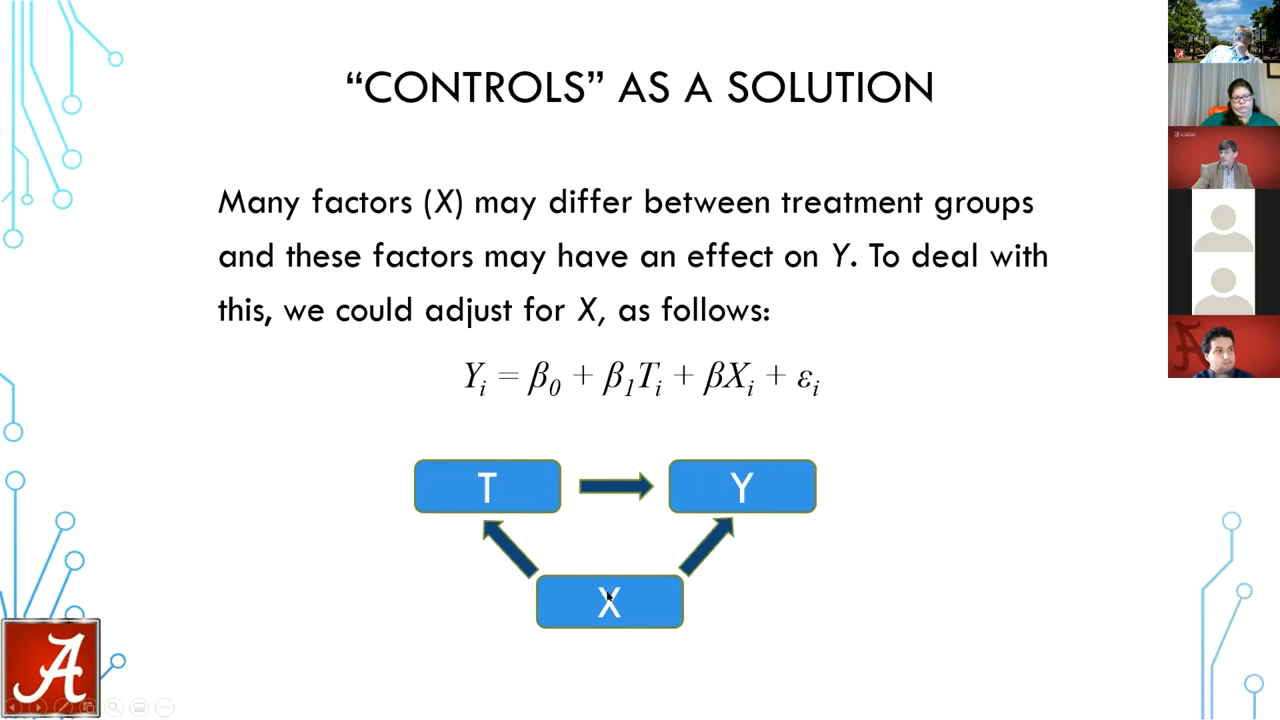 “CONTROLS” AS A SOLUTION
Many factors (X) may differ between treatment groups
and these factors may have an effect on Y. To deal with
this, we could adjust for X, as follows:
Yᵢ = β₀ + β₁Tᵢ + βXᵢ + εᵢ
T
Y
X
A